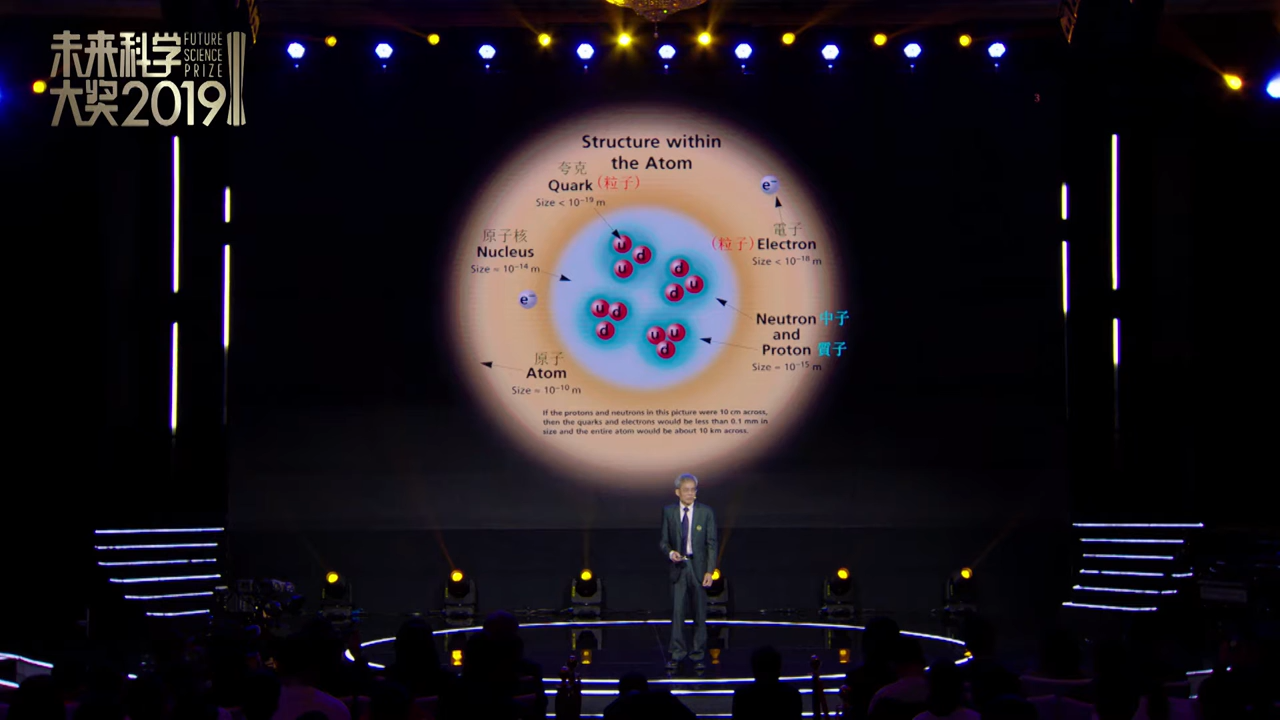 未来科学
大奖2019
FUTURE
SCIENCE
PRIZE
3
Structure within
the Atom
夸克
Quark (粒子)
Size < 10⁻¹⁹ m
e⁻
電子
(粒子) Electron
Size < 10⁻¹⁸ m
原子核
Nucleus
Size ≈ 10⁻¹⁴ m
u
d
u
d
u
d
u
d
d
u
u
d
e⁻
Neutron 中子
and
Proton 質子
Size ≈ 10⁻¹⁵ m
原子
Atom
Size ≈ 10⁻¹⁰ m
If the protons and neutrons in this picture were 10 cm across,
then the quarks and electrons would be less than 0.1 mm in
size and the entire atom would be about 10 km across.